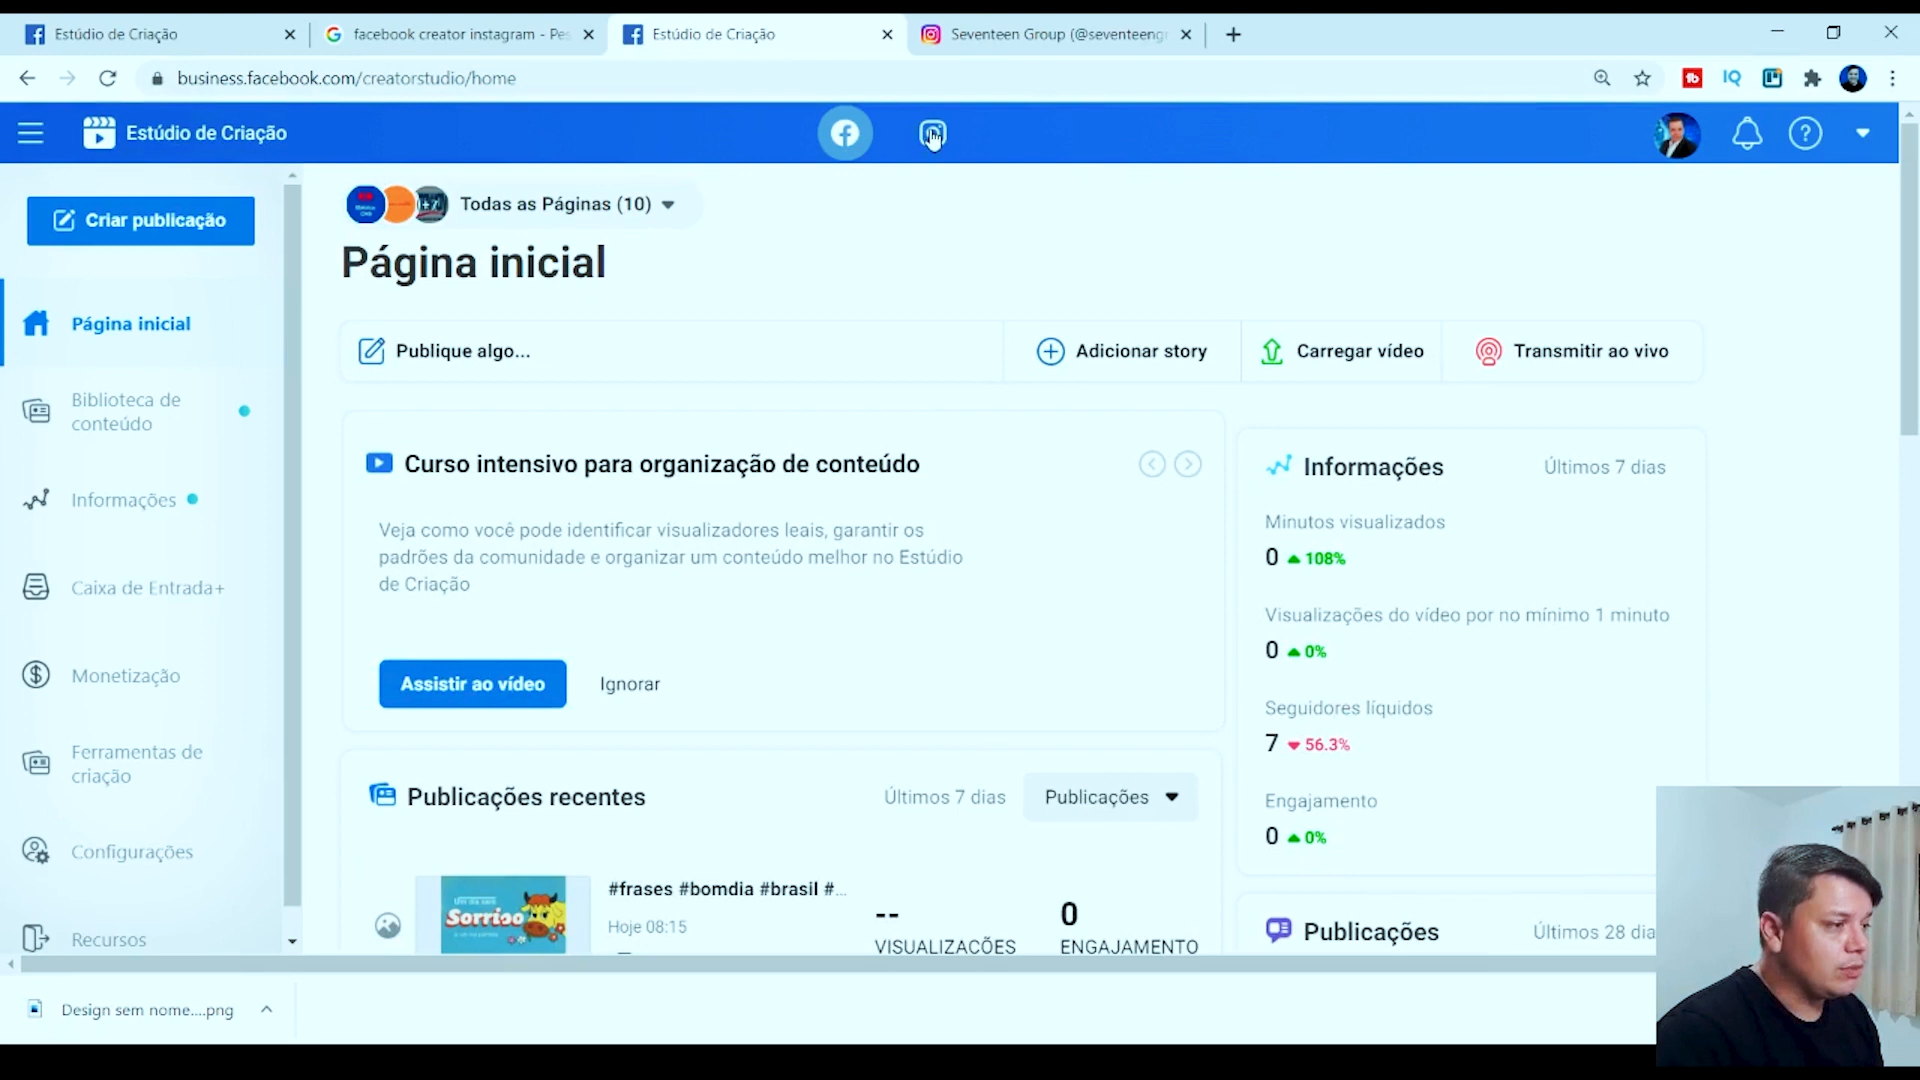 Estúdio de Criação
facebook creator instagram - Pes
Estúdio de Criação
Seventeen Group (@seventeengr
business.facebook.com/creatorstudio/home
Estúdio de Criação
Criar publicação
Página inicial
Biblioteca de
conteúdo
Informações
Caixa de Entrada+
Monetização
Ferramentas de
criação
Configurações
Recursos
Todas as Páginas (10)
Página inicial
Publique algo...
Adicionar story
Carregar vídeo
Transmitir ao vivo
Curso intensivo para organização de conteúdo
Veja como você pode identificar visualizadores leais, garantir os
padrões da comunidade e organizar um conteúdo melhor no Estúdio
de Criação
Assistir ao vídeo
Ignorar
Informações
Últimos 7 dias
Minutos visualizados
0 108%
Visualizações do vídeo por no mínimo 1 minuto
0 0%
Seguidores líquidos
7 56.3%
Engajamento
0 0%
Publicações recentes
Últimos 7 dias
Publicações
#frases #bomdia #brasil #...
Hoje 08:15
Sorriso
--
VISUALIZAÇÕES
0
ENGAJAMENTO
Publicações
Últimos 28 dia
Design sem nome....png